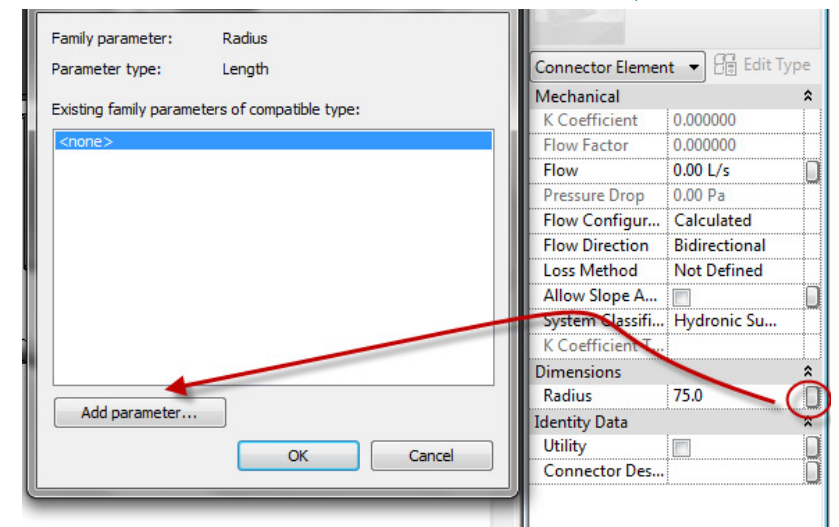 Family parameter: Radius
Parameter type: Length
Existing family parameters of compatible type:
<none>
Add parameter...
OK Cancel
Connector Element Edit Type
Mechanical
K Coefficient 0.000000
Flow Factor 0.000000
Flow 0.00 L/s
Pressure Drop 0.00 Pa
Flow Configur... Calculated
Flow Direction Bidirectional
Loss Method Not Defined
Allow Slope A...
System Classifi... Hydronic Su...
K Coefficient T...
Dimensions
Radius 75.0
Identity Data
Utility
Connector Des...